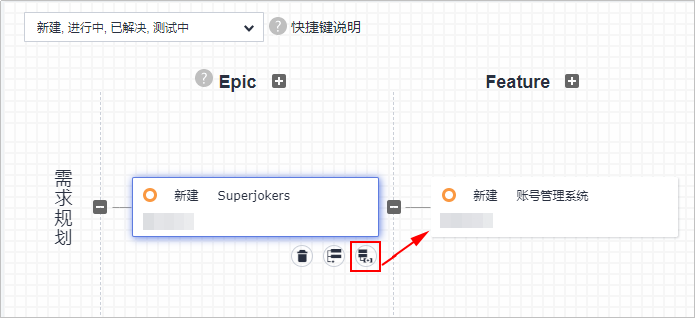 新建, 进行中, 已解决, 测试中
? 快捷键说明
? Epic
Feature
需求规划
新建 Superjokers
新建 账号管理系统